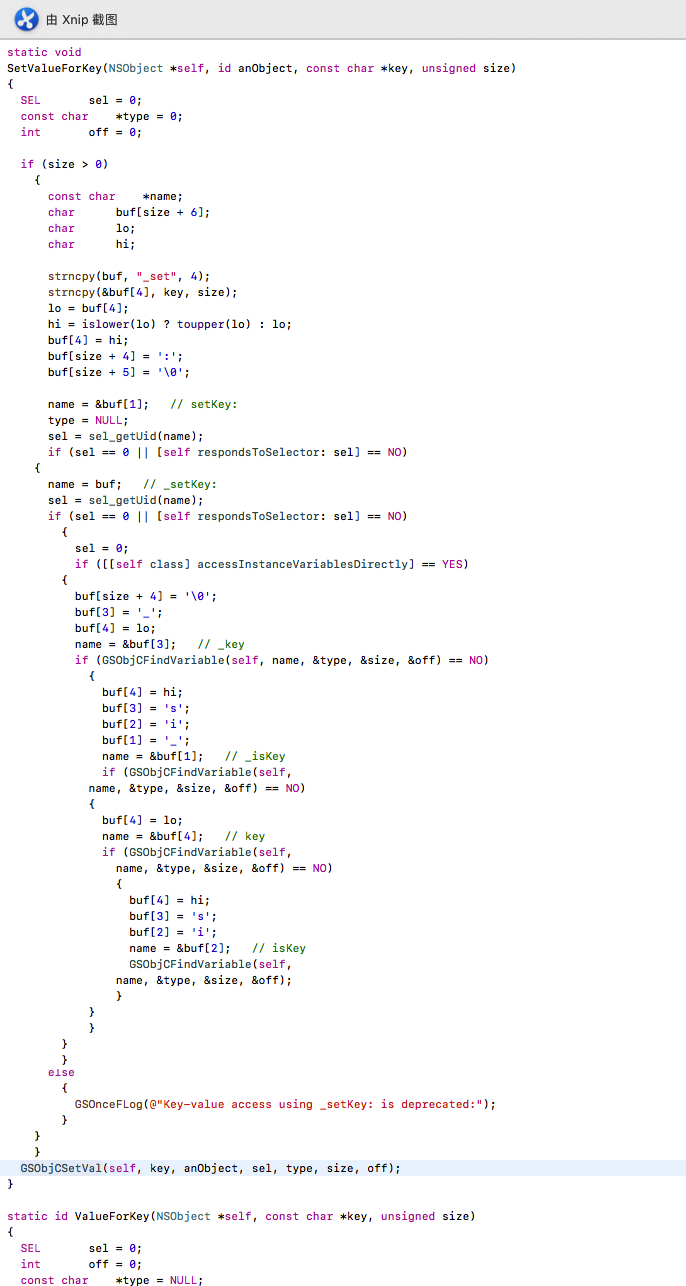 由 Xnip 截图
static void
SetValueForKey(NSObject *self, id anObject, const char *key, unsigned size)
{
  SEL       sel = 0;
  const char    *type = 0;
  int       off = 0;

  if (size > 0)
    {
      const char    *name;
      char      buf[size + 6];
      char      lo;
      char      hi;

      strncpy(buf, "_set", 4);
      strncpy(&buf[4], key, size);
      lo = buf[4];
      hi = islower(lo) ? toupper(lo) : lo;
      buf[4] = hi;
      buf[size + 4] = ':';
      buf[size + 5] = '\0';

      name = &buf[1];   // setKey:
      type = NULL;
      sel = sel_getUid(name);
      if (sel == 0 || [self respondsToSelector: sel] == NO)
    {
      name = buf;   // _setKey:
      sel = sel_getUid(name);
      if (sel == 0 || [self respondsToSelector: sel] == NO)
        {
          sel = 0;
          if ([[self class] accessInstanceVariablesDirectly] == YES)
        {
          buf[size + 4] = '\0';
          buf[3] = '_';
          buf[4] = lo;
          name = &buf[3];   // _key
          if (GSObjCFindVariable(self, name, &type, &size, &off) == NO)
            {
              buf[4] = hi;
              buf[3] = 's';
              buf[2] = 'i';
              buf[1] = '_';
              name = &buf[1];   // _isKey
              if (GSObjCFindVariable(self,
            name, &type, &size, &off) == NO)
            {
              buf[4] = lo;
              name = &buf[4];   // key
              if (GSObjCFindVariable(self,
                name, &type, &size, &off) == NO)
                {
                  buf[4] = hi;
                  buf[3] = 's';
                  buf[2] = 'i';
                  name = &buf[2];   // isKey
                  GSObjCFindVariable(self,
                name, &type, &size, &off);
                }
            }
            }
        }
        }
      else
        {
          GSOnceFLog(@"Key-value access using _setKey: is deprecated:");
        }
    }
    }
  GSObjCSetVal(self, key, anObject, sel, type, size, off);
}

static id ValueForKey(NSObject *self, const char *key, unsigned size)
{
  SEL       sel = 0;
  int       off = 0;
  const char    *type = NULL;